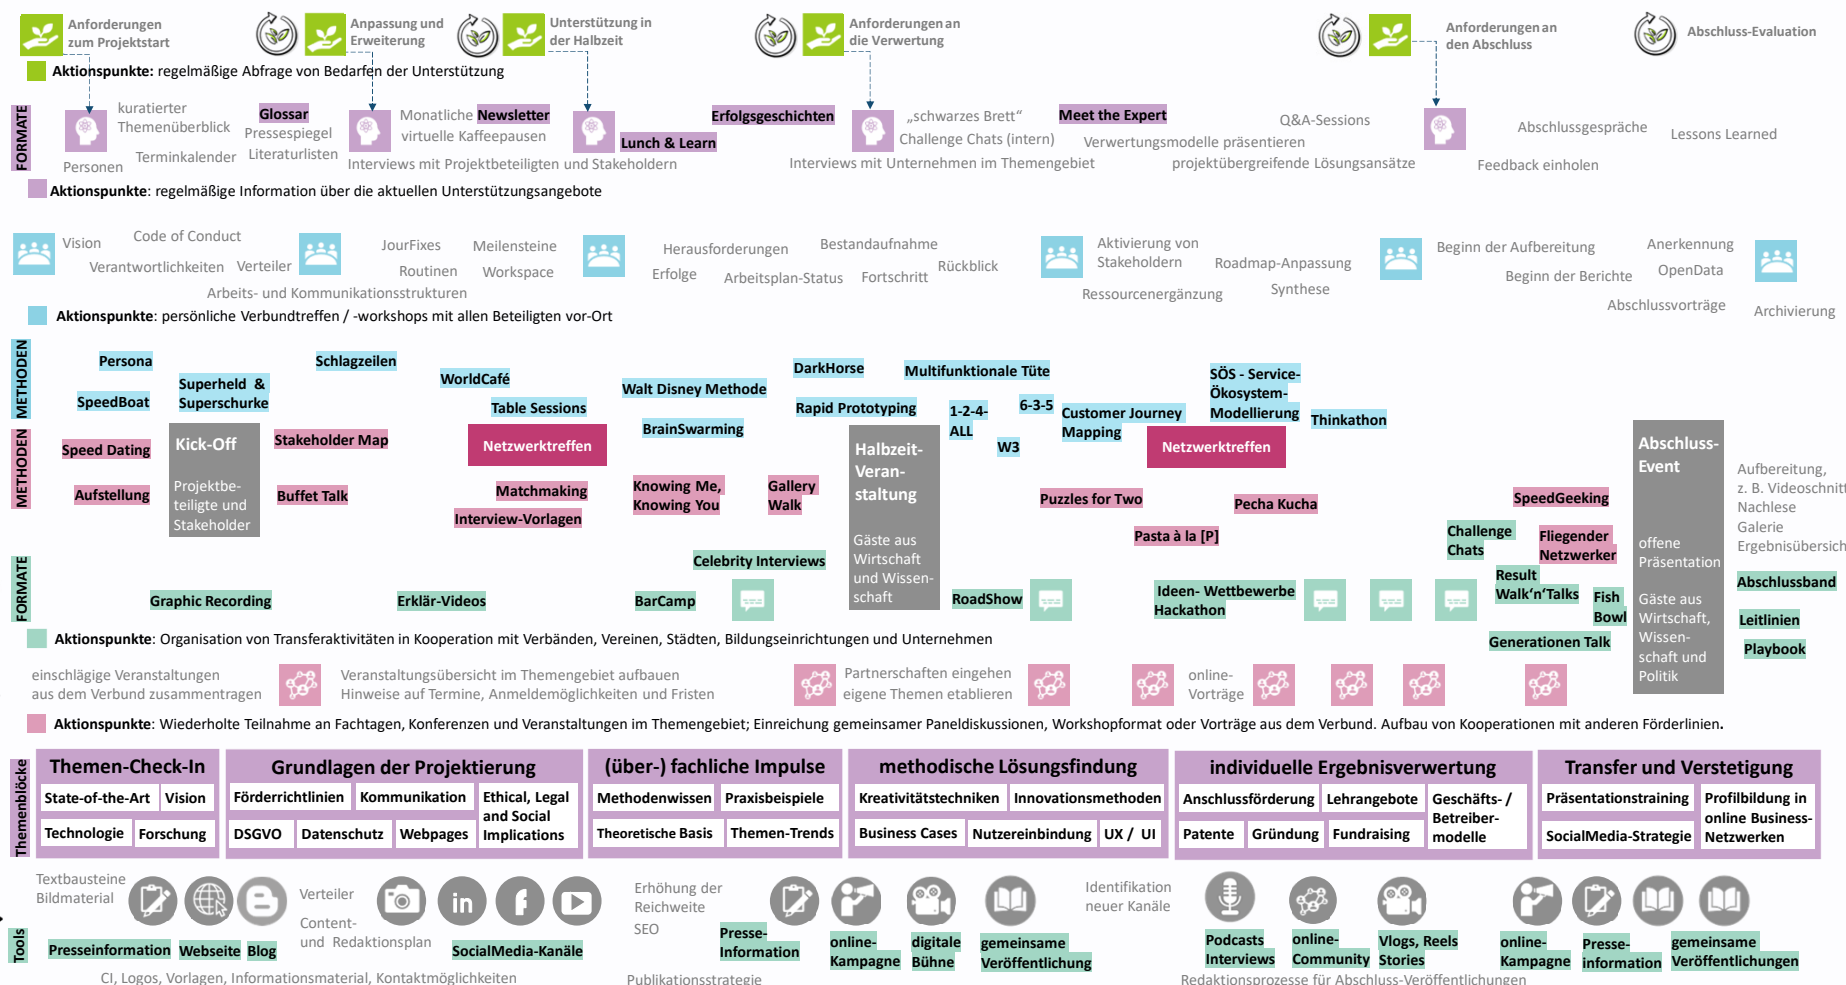 Anforderungen
zum Projektstart
Anpassung und
Erweiterung
Unterstützung in
der Halbzeit
Anforderungen an
die Verwertung
Anforderungen an
den Abschluss
Abschluss-Evaluation
Aktionspunkte: regelmäßige Abfrage von Bedarfen der Unterstützung
FORMATE
Personen
kuratierter
Themenüberblick
Terminkalender
Glossar
Pressespiegel
Literaturlisten
Monatliche Newsletter
virtuelle Kaffeepausen
Interviews mit Projektbeteiligten und Stakeholdern
Lunch & Learn
Erfolgsgeschichten
„schwarzes Brett“
Challenge Chats (intern)
Interviews mit Unternehmen im Themengebiet
Meet the Expert
Verwertungsmodelle präsentieren
Q&A-Sessions
projektübergreifende Lösungsansätze
Abschlussgespräche
Feedback einholen
Lessons Learned
Aktionspunkte: regelmäßige Information über die aktuellen Unterstützungsangebote
Vision
Code of Conduct
Verantwortlichkeiten
Verteiler
Arbeits- und Kommunikationsstrukturen
JourFixes
Routinen
Meilensteine
Workspace
Herausforderungen
Erfolge
Arbeitsplan-Status
Bestandaufnahme
Fortschritt
Rückblick
Aktivierung von
Stakeholdern
Ressourcenergänzung
Roadmap-Anpassung
Synthese
Beginn der Aufbereitung
Beginn der Berichte
Anerkennung
OpenData
Abschlussvorträge
Archivierung
Aktionspunkte: persönliche Verbundtreffen / -workshops mit allen Beteiligten vor-Ort
METHODEN
Persona
SpeedBoat
Superheld &
Superschurke
Schlagzeilen
WorldCafé
Table Sessions
Walt Disney Methode
BrainSwarming
DarkHorse
Rapid Prototyping
Multifunktionale Tüte
1-2-4-
ALL
6-3-5
W3
Customer Journey
Mapping
SÖS - Service-
Ökosystem-
Modellierung
Thinkathon
METHODEN
Speed Dating
Aufstellung
Kick-Off
Projektbe-
teiligte und
Stakeholder
Stakeholder Map
Buffet Talk
Netzwerktreffen
Matchmaking
Interview-Vorlagen
Knowing Me,
Knowing You
Gallery
Walk
Halbzeit-
Veran-
staltung
Gäste aus
Wirtschaft
und Wissen-
schaft
Netzwerktreffen
Puzzles for Two
Pasta à la [P]
Pecha Kucha
SpeedGeeking
Fliegender
Netzwerker
Abschluss-
Event
offene
Präsentation
Gäste aus
Wirtschaft,
Wissen-
schaft und
Politik
Aufbereitung,
z. B. Videoschnitt
Nachlese
Galerie
Ergebnisübersich
FORMATE
Graphic Recording
Erklär-Videos
BarCamp
Celebrity Interviews
RoadShow
Ideen- Wettbewerbe
Hackathon
Challenge
Chats
Result
Walk‘n‘Talks
Fish
Bowl
Generationen Talk
Abschlussband
Leitlinien
Playbook
Aktionspunkte: Organisation von Transferaktivitäten in Kooperation mit Verbänden, Vereinen, Städten, Bildungseinrichtungen und Unternehmen
einschlägige Veranstaltungen
aus dem Verbund zusammentragen
Veranstaltungsübersicht im Themengebiet aufbauen
Hinweise auf Termine, Anmeldemöglichkeiten und Fristen
Partnerschaften eingehen
eigene Themen etablieren
online-
Vorträge
Aktionspunkte: Wiederholte Teilnahme an Fachtagen, Konferenzen und Veranstaltungen im Themengebiet; Einreichung gemeinsamer Paneldiskussionen, Workshopformat oder Vorträge aus dem Verbund. Aufbau von Kooperationen mit anderen Förderlinien.
Themenblöcke
Themen-Check-In
State-of-the-Art
Vision
Technologie
Forschung
Grundlagen der Projektierung
Förderrichtlinien
Kommunikation
Ethical, Legal
and Social
Implications
DSGVO
Datenschutz
Webpages
(über-) fachliche Impulse
Methodenwissen
Praxisbeispiele
Theoretische Basis
Themen-Trends
methodische Lösungsfindung
Kreativitätstechniken
Innovationsmethoden
Business Cases
Nutzereinbindung
UX / UI
individuelle Ergebnisverwertung
Anschlussförderung
Lehrangebote
Geschäfts- /
Betreiber-
modelle
Patente
Gründung
Fundraising
Transfer und Verstetigung
Präsentationstraining
SocialMedia-Strategie
Profilbildung in
online Business-
Netzwerken
Tools
Textbausteine
Bildmaterial
Presseinformation
Webseite
Blog
Verteiler
Content-
und Redaktionsplan
in
f
SocialMedia-Kanäle
CI, Logos, Vorlagen, Informationsmaterial, Kontaktmöglichkeiten
Erhöhung der
Reichweite
SEO
Publikationsstrategie
Presse-
Information
online-
Kampagne
digitale
Bühne
gemeinsame
Veröffentlichung
Identifikation
neuer Kanäle
Podcasts
Interviews
online-
Community
Vlogs, Reels
Stories
online-
Kampagne
Presse-
information
gemeinsame
Veröffentlichungen
Redaktionsprozesse für Abschluss-Veröffentlichungen